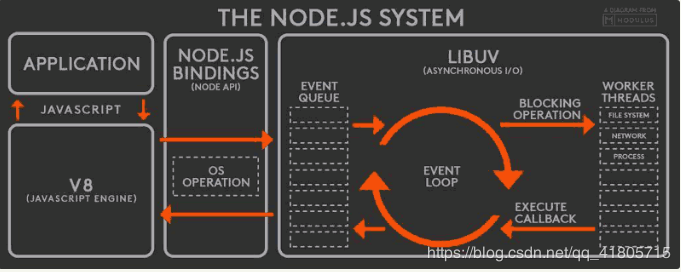 THE NODE.JS SYSTEM
A DIAGRAM FROM
MODULUS
APPLICATION
JAVASCRIPT
V8
(JAVASCRIPT ENGINE)
NODE.JS
BINDINGS
(NODE API)
OS
OPERATION
LIBUV
(ASYNCHRONOUS I/O)
EVENT
QUEUE
EVENT
LOOP
BLOCKING
OPERATION
EXECUTE
CALLBACK
WORKER
THREADS
FILE SYSTEM
NETWORK
PROCESS
https://blog.csdn.net/qq_41805715